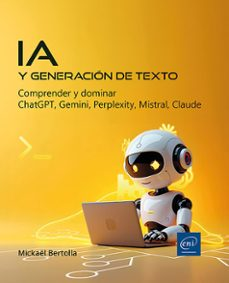 IA
Y GENERACIÓN DE TEXTO
Comprender y dominar
ChatGPT, Gemini, Perplexity, Mistral, Claude
Mickaël Bertolla
eni